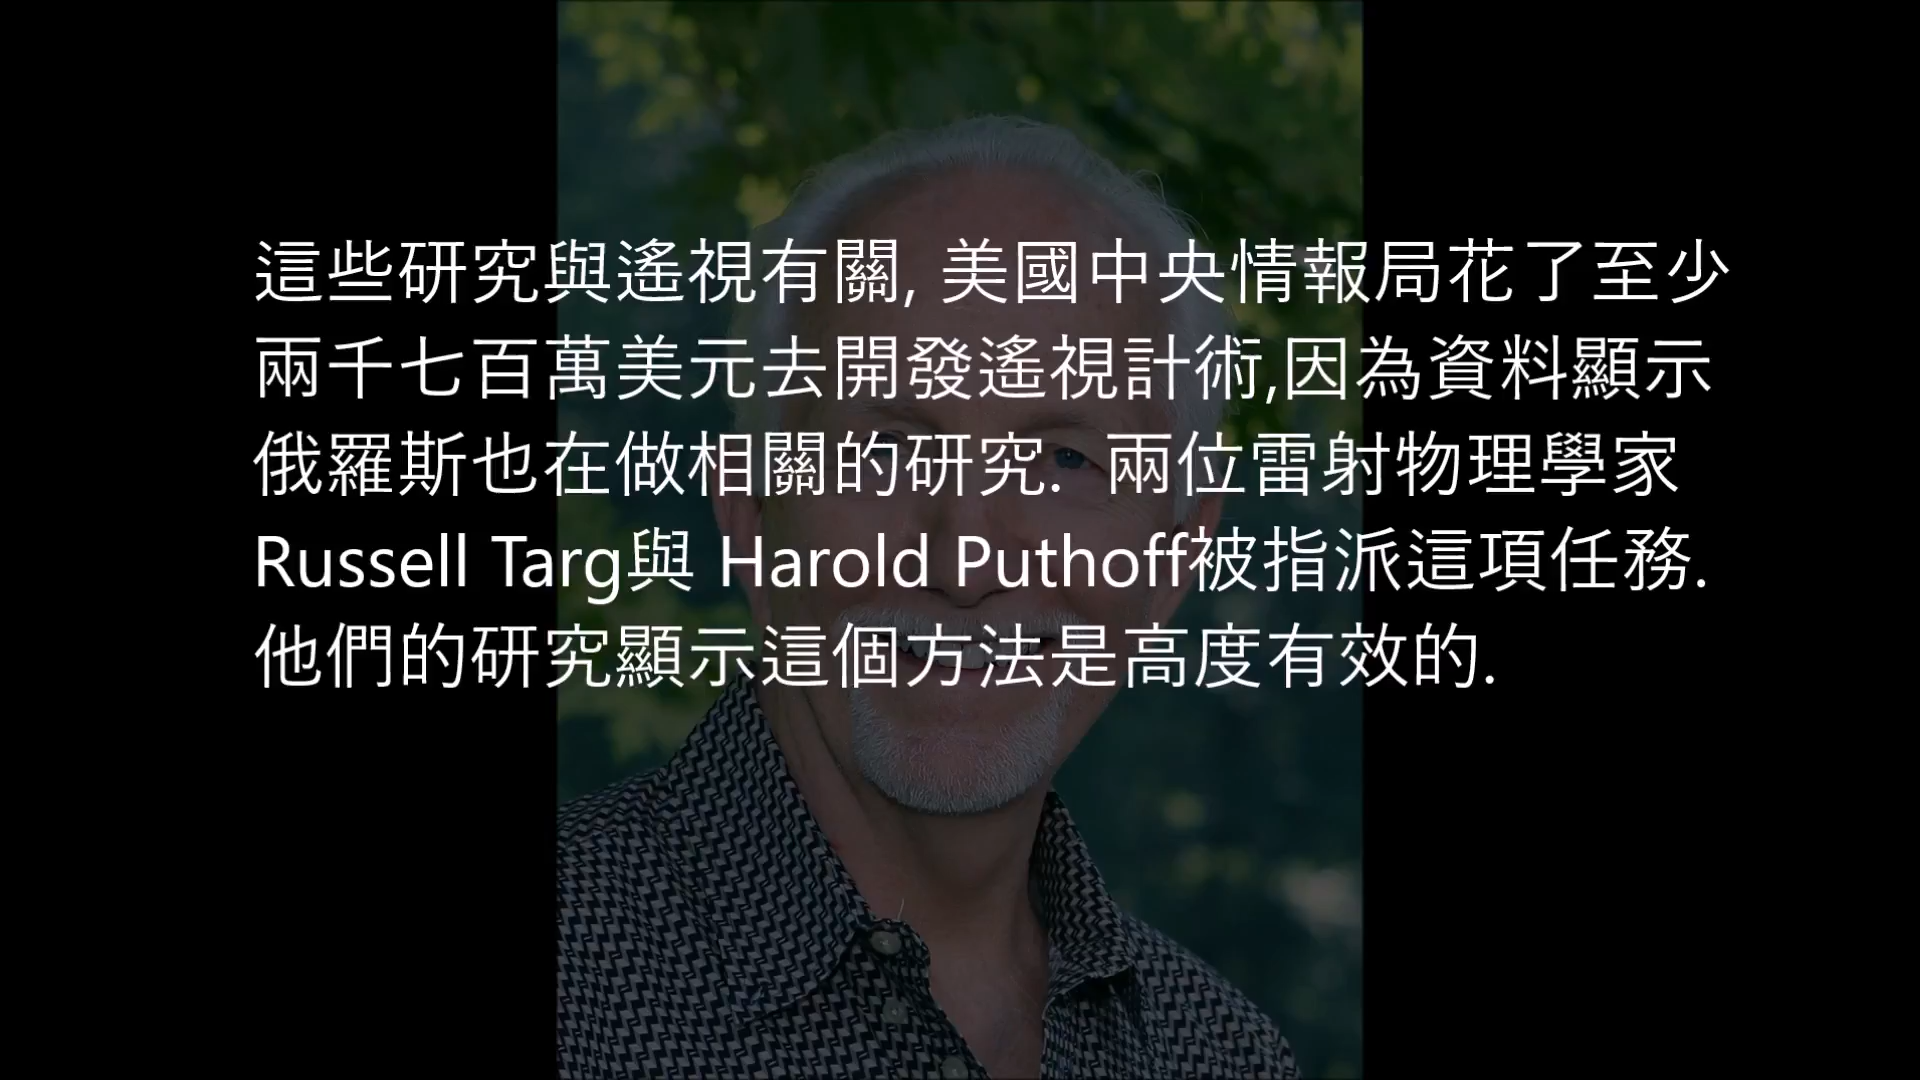 這些研究與遙視有關, 美國中央情報局花了至少
兩千七百萬美元去開發遙視計術,因為資料顯示
俄羅斯也在做相關的研究.  兩位雷射物理學家
Russell Targ與 Harold Puthoff被指派這項任務.
他們的研究顯示這個方法是高度有效的.